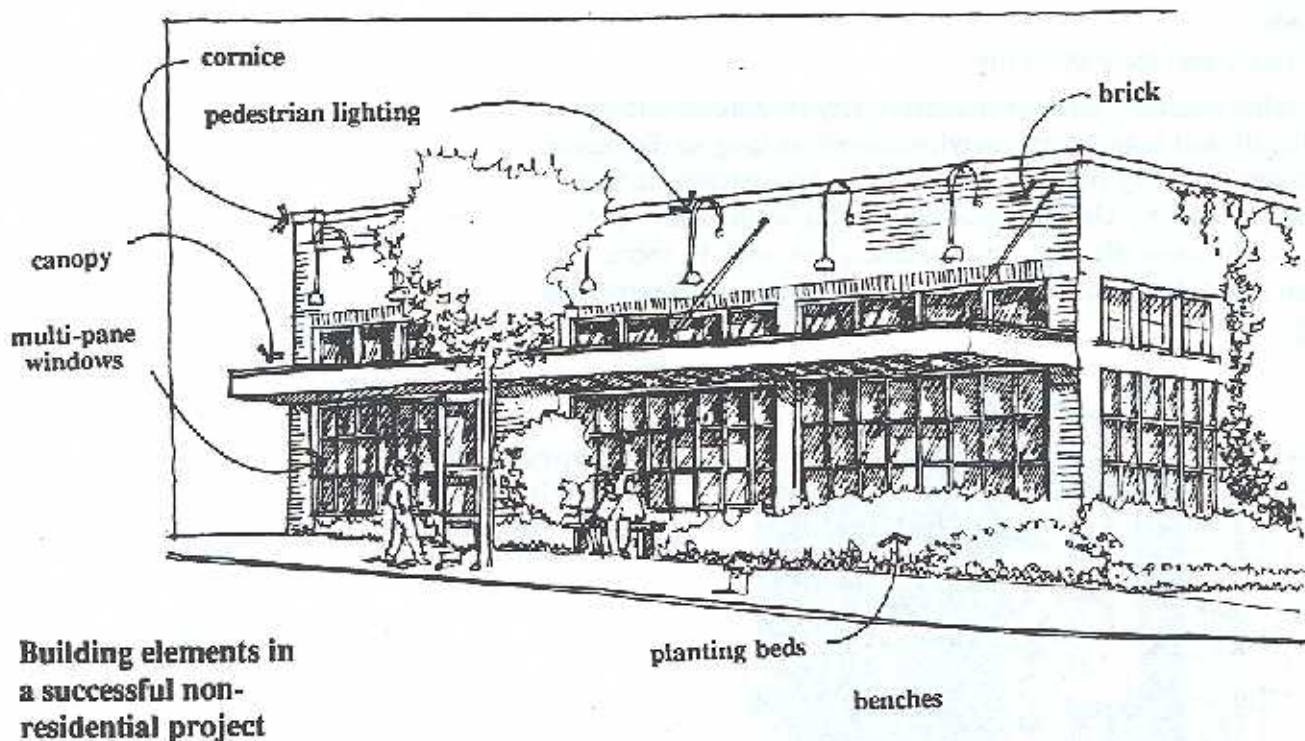 cornice
pedestrian lighting
brick
canopy
multi-pane
windows
planting beds
benches
Building elements in
a successful non-
residential project